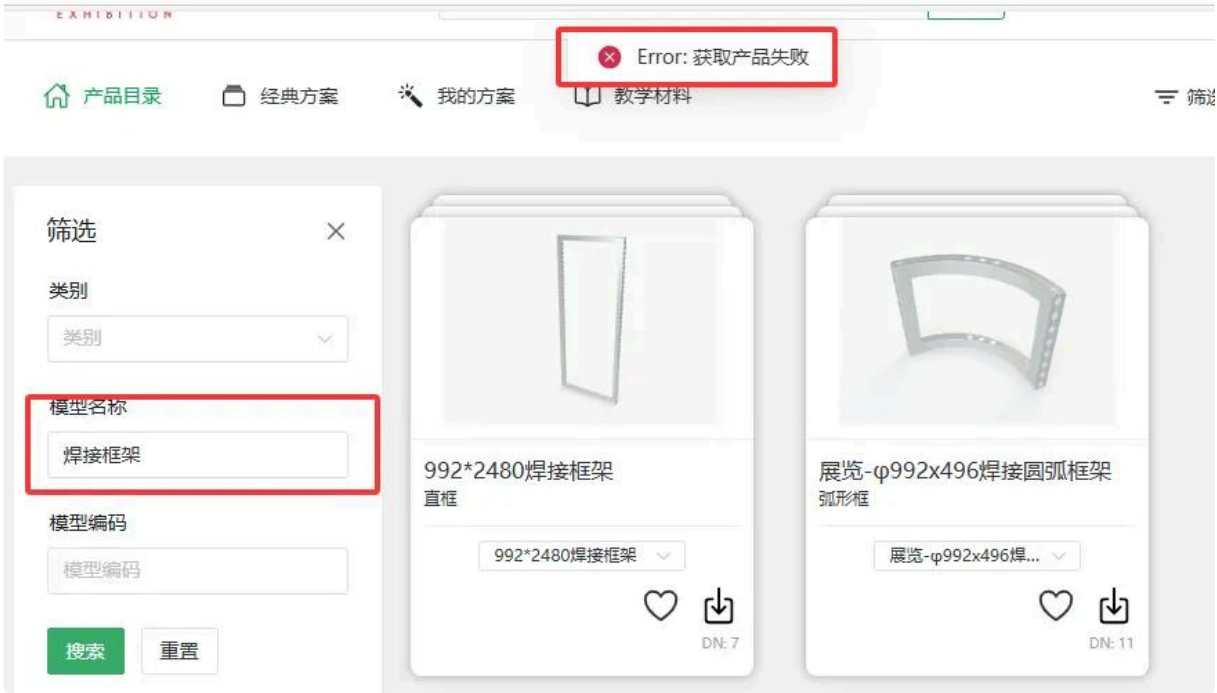 EXHIBITION
Error: 获取产品失败
产品目录
经典方案
我的方案
教学材料
筛选
筛选
类别
类别
模型名称
焊接框架
模型编码
模型编码
搜索
重置
992*2480焊接框架
直框
992*2480焊接框架
DN: 7
展览-φ992x496焊接圆弧框架
弧形框
展览-φ992x496焊...
DN: 11